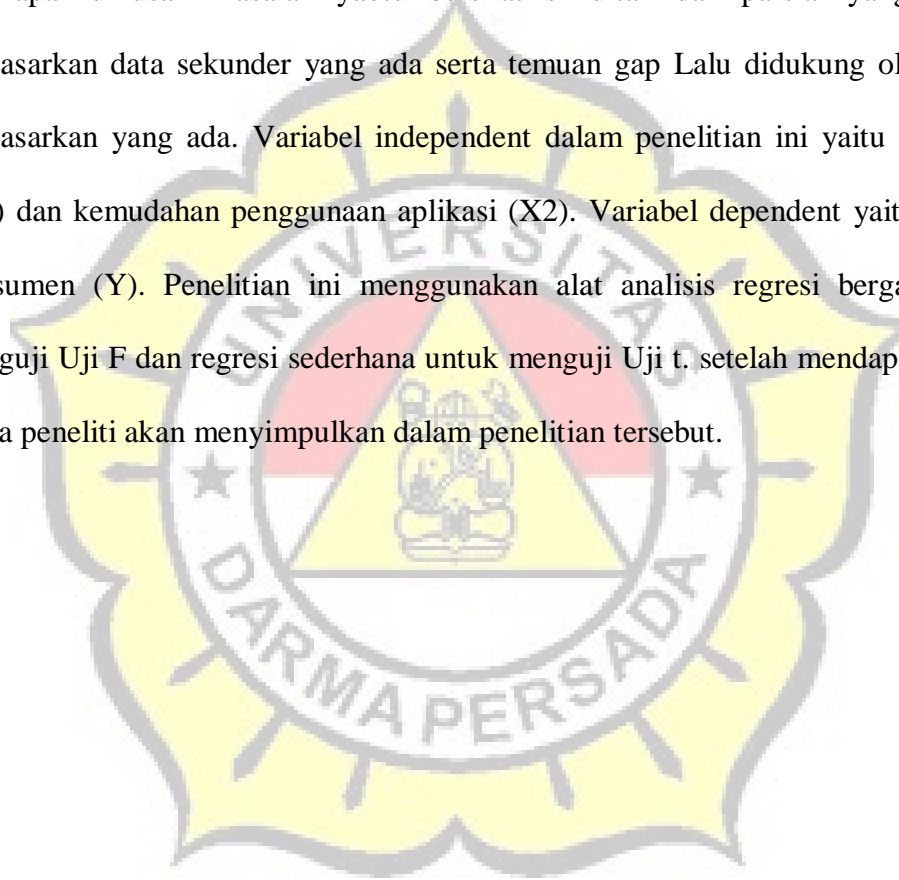 asarkan data sekunder yang ada serta temuan gap Lalu didukung ol
asarkan yang ada. Variabel independent dalam penelitian ini yaitu
) dan kemudahan penggunaan aplikasi (X2). Variabel dependent yait
sumen (Y). Penelitian ini menggunakan alat analisis regresi berga
guji Uji F dan regresi sederhana untuk menguji Uji t. setelah mendap
a peneliti akan menyimpulkan dalam penelitian tersebut.
UNIVERSITAS
DARMA PERSADA